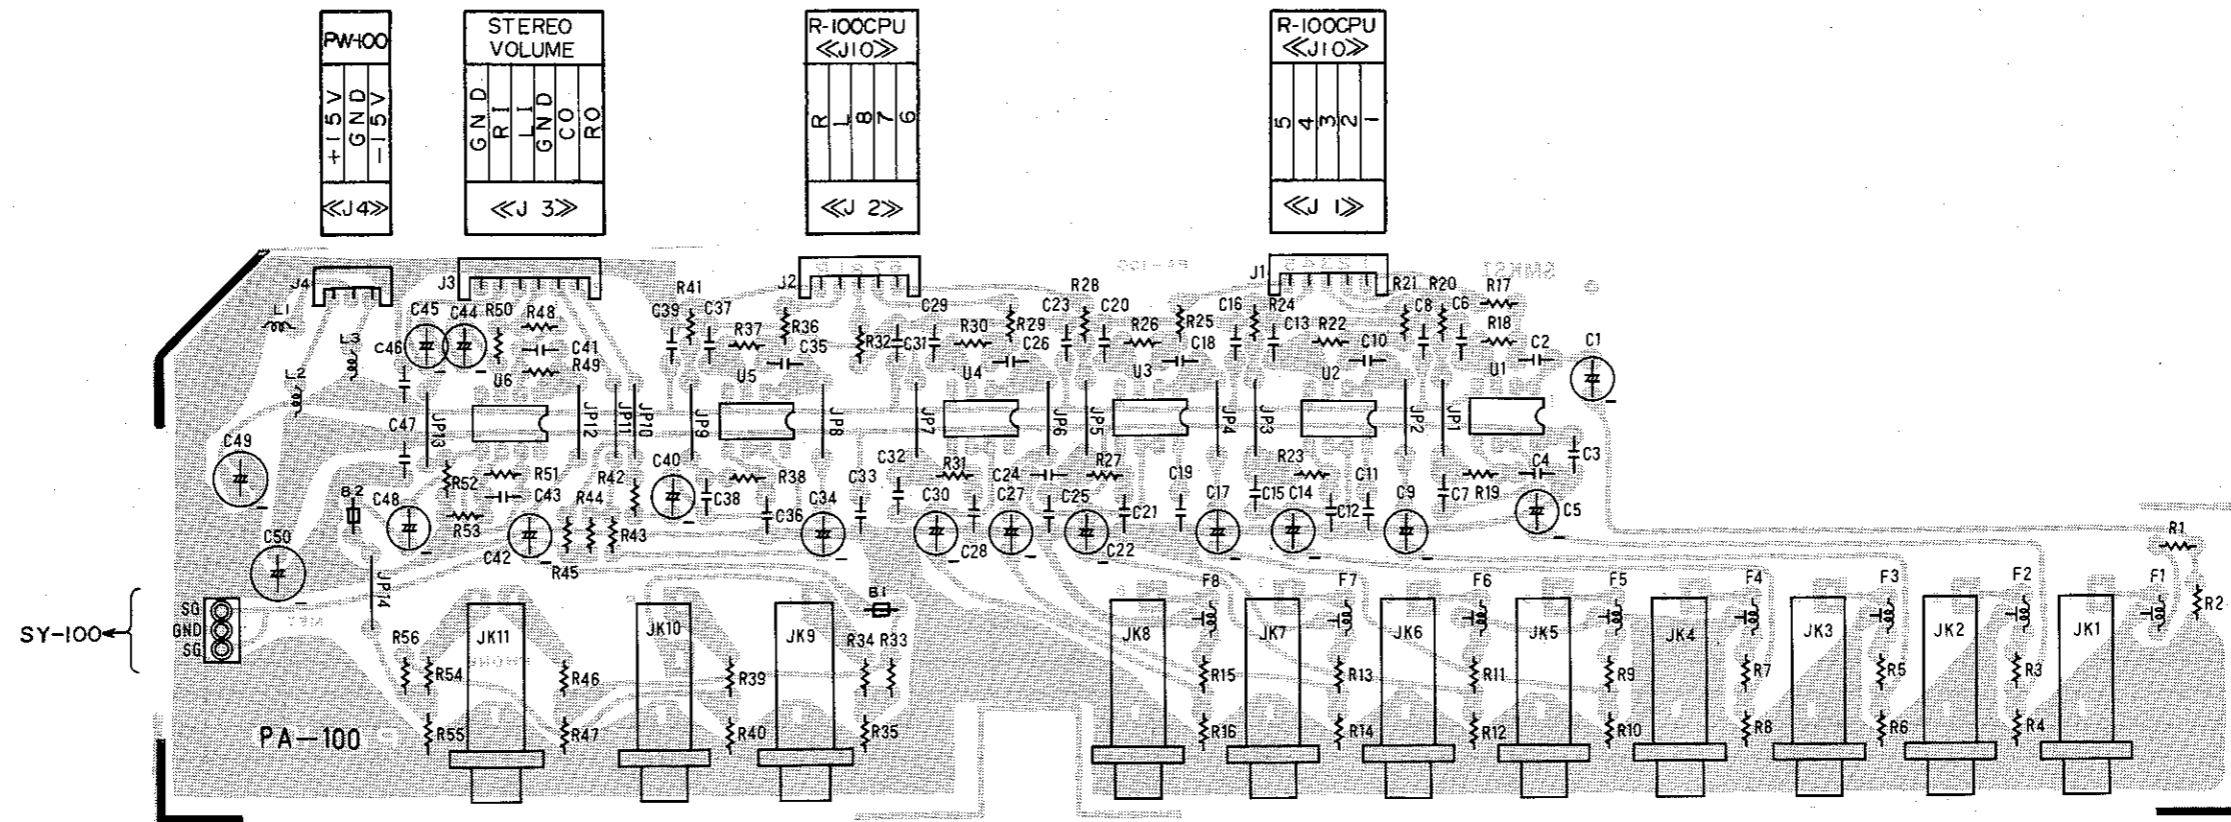 PW-100
+15V
GND
-15V
≪J4≫
STEREO
VOLUME
GND
RI
LI
GND
CO
RO
≪J 3≫
R-100CPU
≪J10≫
R
L
8
7
6
≪J 2≫
R-100CPU
≪J10≫
5
4
3
2
1
≪J 1≫
J4 J3 J2 J1
L1 C45 C44 R50 R48 R41 C39 C37 R37 R36 R32 C31 C29 R30 R29 C23 R28 C20 R26 R25 C16 R24 C13 R22 R21 R20 C8 C6 R17 R18
L3 C46 C41 R49 C35 C26 C18 C10 C2 C1
L2 U6 U5 U4 U3 U2 U1
JP13 JP12 JP11 JP10 JP9 JP8 JP7 JP6 JP5 JP4 JP3 JP2 JP1
C49 C47 R52 R51 C43 R42 C40 C38 R38 C33 C32 R31 C24 R27 C19 R23 C11 C7 R19 C4 C3
B2 C48 R53 R44 R43 C36 C34 C30 C27 C25 C21 C17 C15 C14 C12 C9 C5
C50 C42 R45 C28 C22 R1
JP14 B1 F8 F7 F6 F5 F4 F3 F2 F1 R2
SY-100
SG
GND
SG
JK11 JK10 JK9 JK8 JK7 JK6 JK5 JK4 JK3 JK2 JK1
R56 R54 R46 R39 R34 R33 R15 R13 R11 R9 R7 R5 R3
PA-100 R55 R47 R40 R35 R16 R14 R12 R10 R8 R6 R4